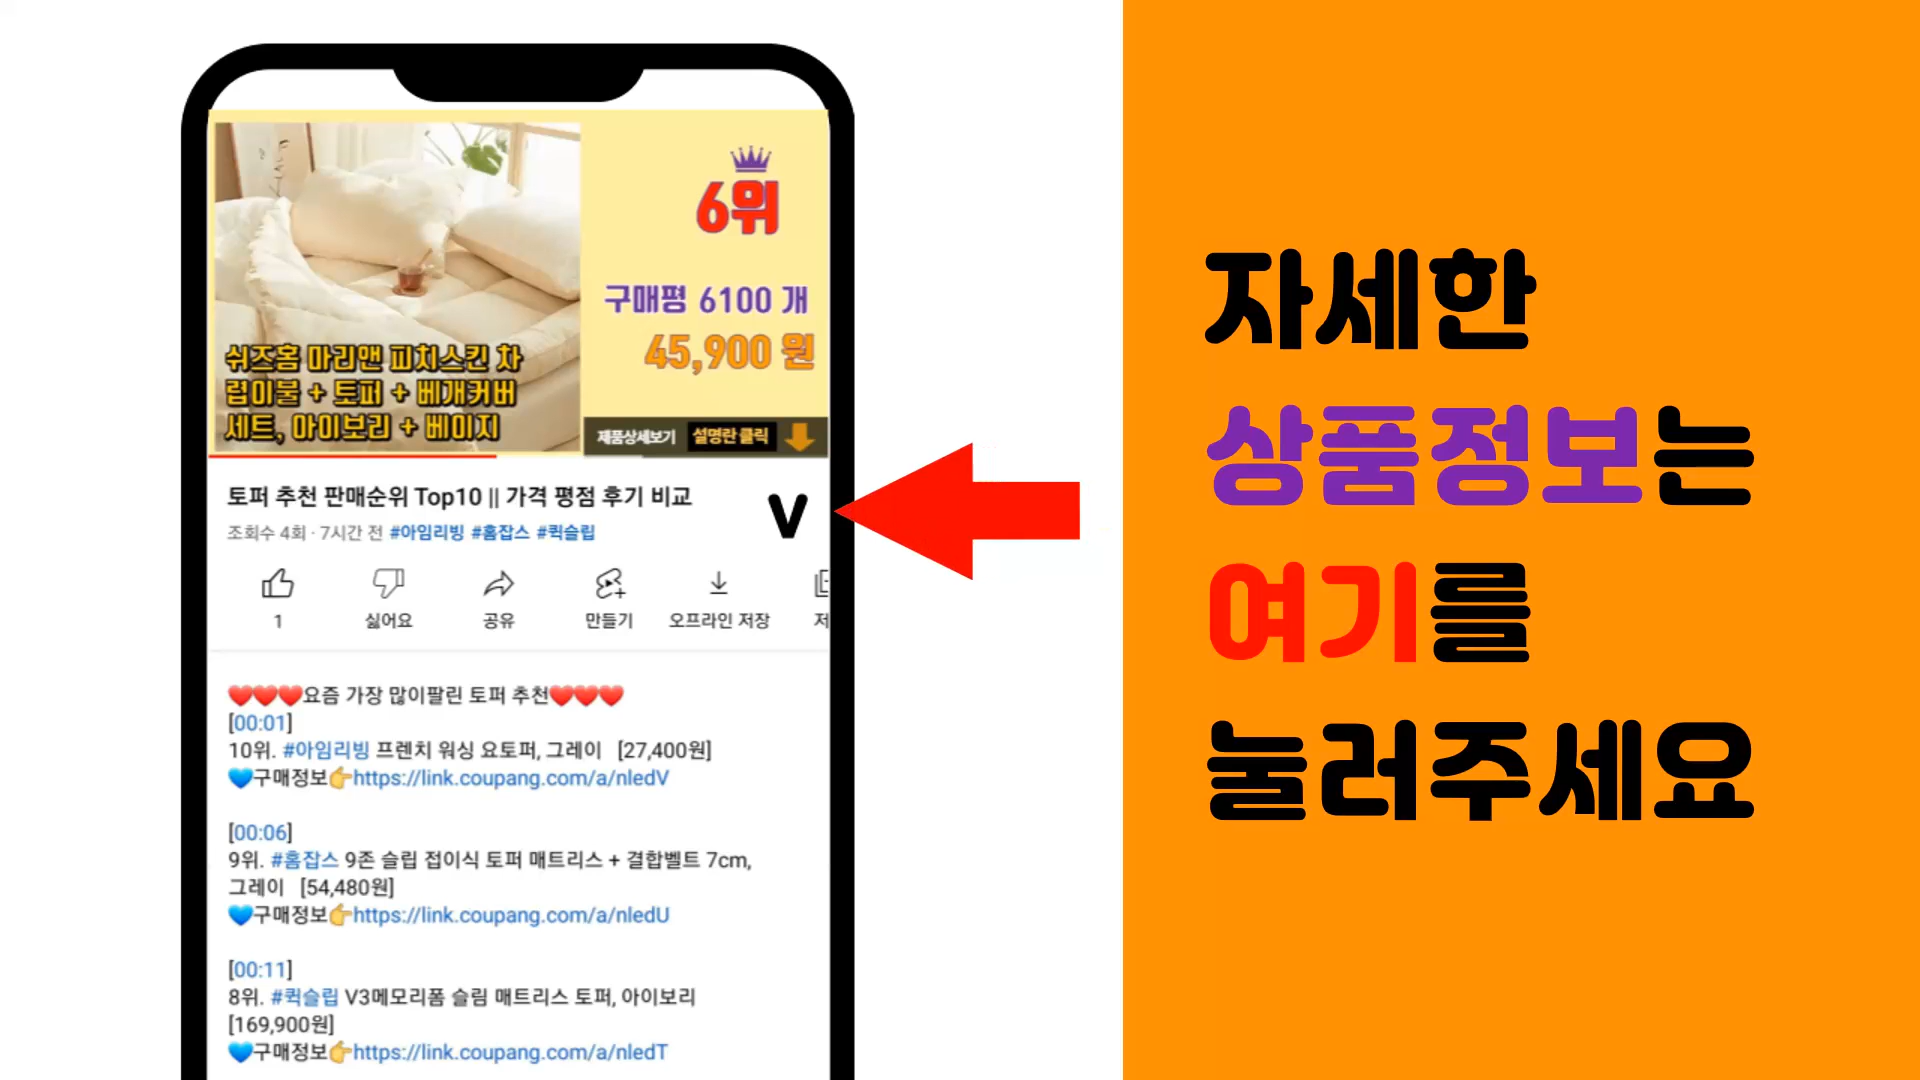 6위
구매평 6100 개
45,900 원
쉬즈홈 마리앤 피치스킨 차
렵이불 + 토퍼 + 베개커버
세트, 아이보리 + 베이지
제품상세보기 설명란 클릭
토퍼 추천 판매순위 Top10 || 가격 평점 후기 비교
V
조회수 4회 · 7시간 전 #아임리빙 #홈잡스 #퀵슬립
1 싫어요 공유 만들기 오프라인 저장 저
❤❤❤요즘 가장 많이팔린 토퍼 추천❤❤❤
[00:01]
10위. #아임리빙 프렌치 워싱 요토퍼, 그레이 [27,400원]
💙구매정보👉https://link.coupang.com/a/nledV
[00:06]
9위. #홈잡스 9존 슬립 접이식 토퍼 매트리스 + 결합벨트 7cm,
그레이 [54,480원]
💙구매정보👉https://link.coupang.com/a/nledU
[00:11]
8위. #퀵슬립 V3메모리폼 슬림 매트리스 토퍼, 아이보리
[169,900원]
💙구매정보👉https://link.coupang.com/a/nledT
자세한
상품정보는
여기를
눌러주세요